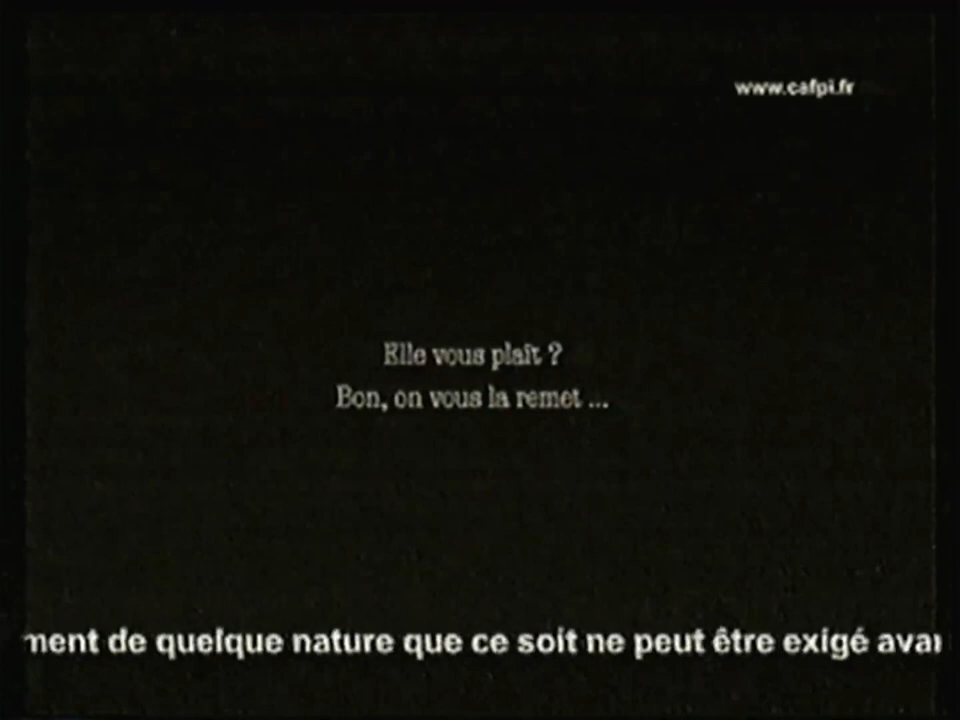 www.cafpi.fr
Elle vous plaît ?
Bon, on vous la remet ...
ment de quelque nature que ce soit ne peut être exigé